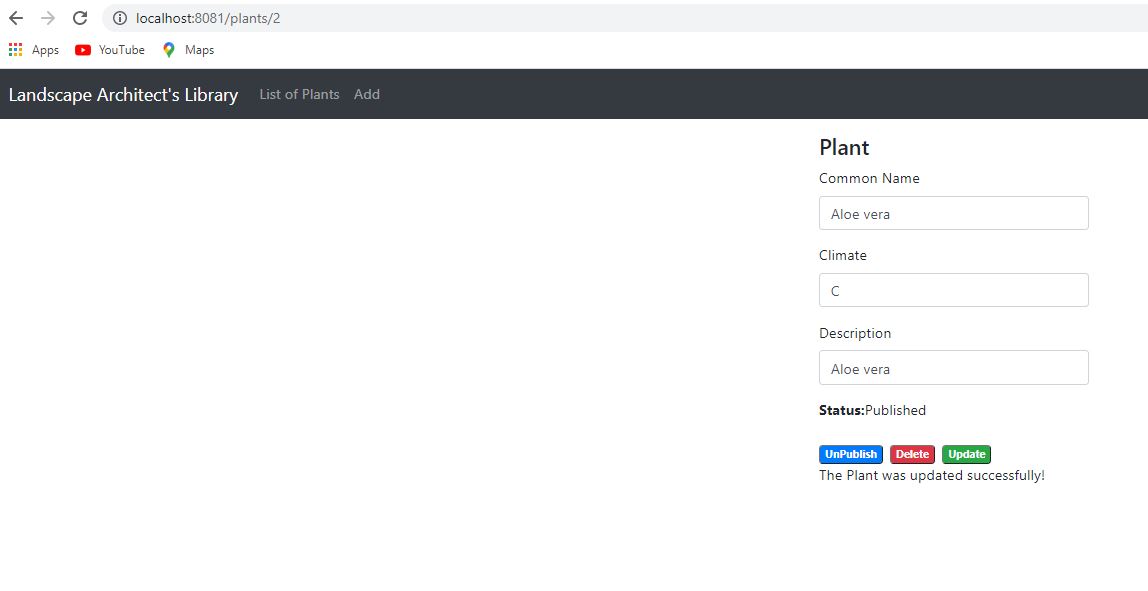 localhost:8081/plants/2
Apps YouTube Maps
Landscape Architect's Library List of Plants Add
Plant
Common Name
Aloe vera
Climate
C
Description
Aloe vera
Status:Published
UnPublish Delete Update
The Plant was updated successfully!